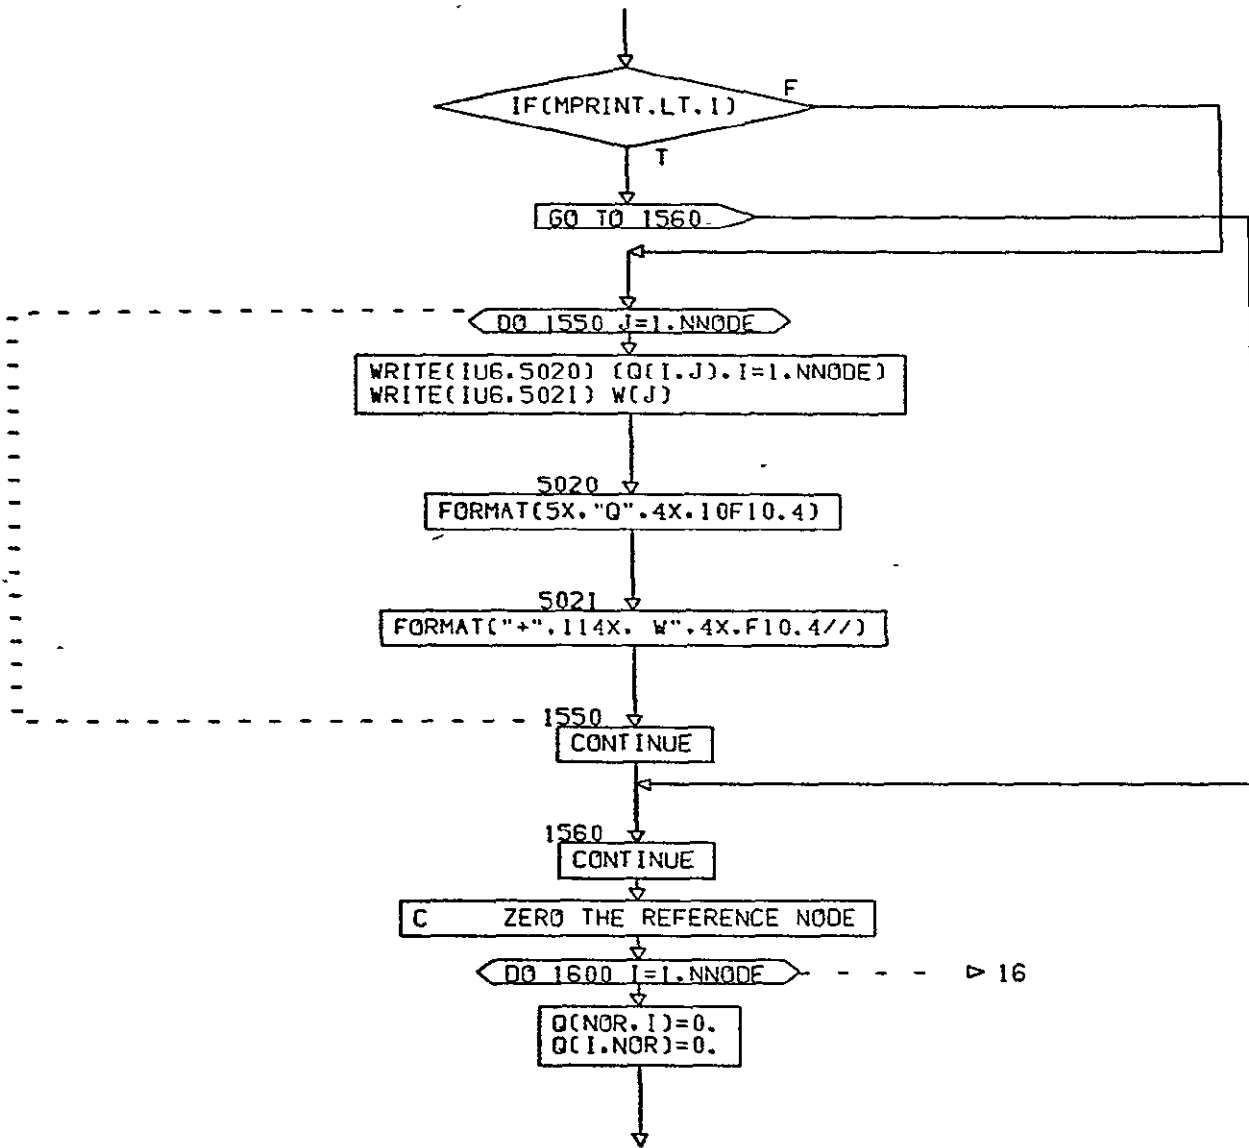 IF(MPRINT.LT.1)
F
T
GO TO 1560
DO 1550 J=1.NNODE
WRITE(IU6.5020) (Q(I.J).I=1.NNODE)
WRITE(IU6.5021) W(J)
5020
FORMAT(5X."Q".4X.10F10.4)
5021
FORMAT("+".114X. W".4X.F10.4//)
1550
CONTINUE
1560
CONTINUE
C ZERO THE REFERENCE NODE
DO 1600 I=1.NNODE
16
Q(NOR.I)=0.
Q(I.NOR)=0.